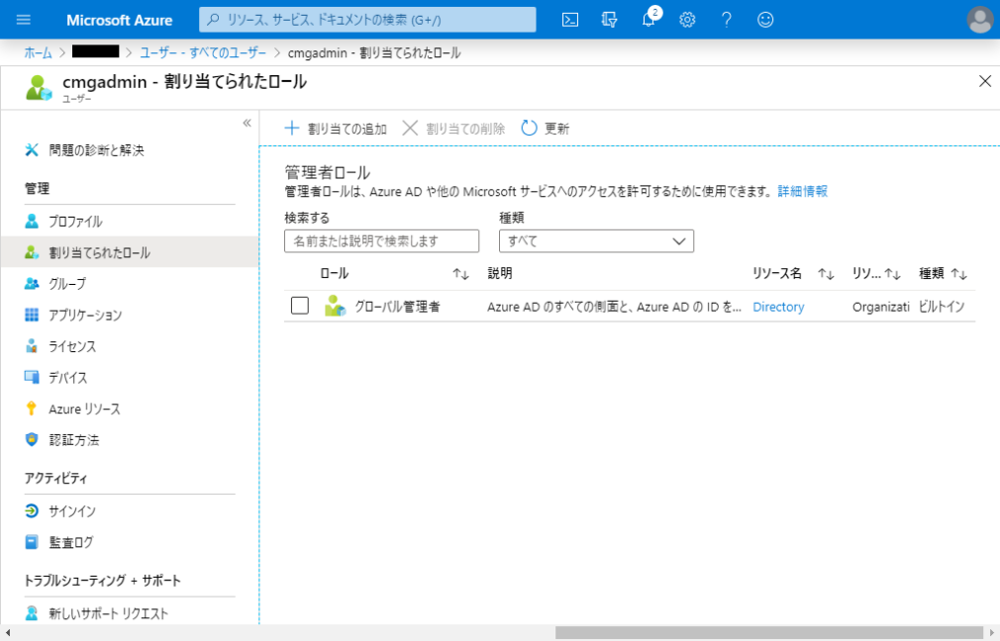 Microsoft Azure
リソース、サービス、ドキュメントの検索 (G+/)
2
ホーム > > ユーザー - すべてのユーザー > cmgadmin - 割り当てられたロール
cmgadmin - 割り当てられたロール
ユーザー
問題の診断と解決
管理
プロファイル
割り当てられたロール
グループ
アプリケーション
ライセンス
デバイス
Azure リソース
認証方法
アクティビティ
サインイン
監査ログ
トラブルシューティング + サポート
新しいサポート リクエスト
割り当ての追加 割り当ての削除 更新
管理者ロール
管理者ロールは、Azure AD や他の Microsoft サービスへのアクセスを許可するために使用できます。 詳細情報
検索する 種類
名前または説明で検索します すべて
ロール 説明 リソース名 リソ... 種類
グローバル管理者 Azure AD のすべての側面と、Azure AD の ID を... Directory Organizati ビルトイン